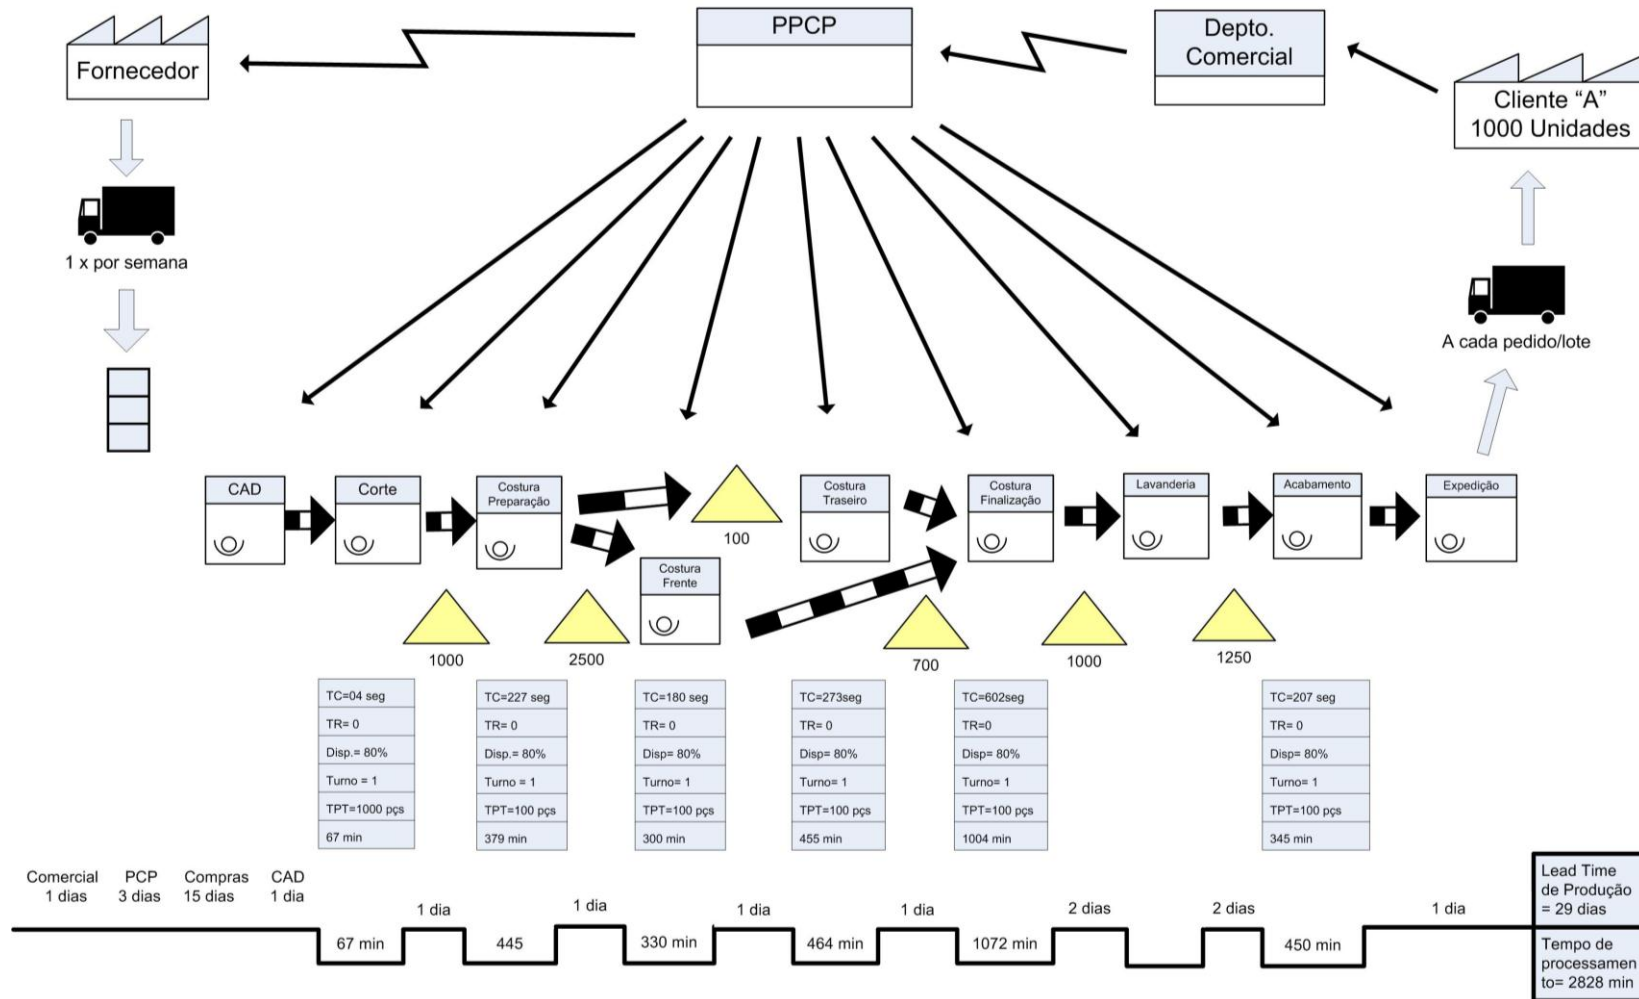 Fornecedor
PPCP
Depto.
Comercial
Cliente “A”
1000 Unidades
1 x por semana
A cada pedido/lote
CAD
Corte
Costura
Preparação
100
Costura
Traseiro
Costura
Finalização
Lavanderia
Acabamento
Expedição
Costura
Frente
1000
2500
700
1000
1250
TC=04 seg
TR= 0
Disp.= 80%
Turno = 1
TPT=1000 pçs
67 min
TC=227 seg
TR= 0
Disp.= 80%
Turno = 1
TPT=100 pçs
379 min
TC=180 seg
TR= 0
Disp= 80%
Turno= 1
TPT=100 pçs
300 min
TC=273seg
TR= 0
Disp= 80%
Turno= 1
TPT=100 pçs
455 min
TC=602seg
TR=0
Disp= 80%
Turno= 1
TPT=100 pçs
1004 min
TC=207 seg
TR= 0
Disp= 80%
Turno= 1
TPT=100 pçs
345 min
Comercial
1 dias
PCP
3 dias
Compras
15 dias
CAD
1 dia
1 dia
1 dia
1 dia
1 dia
2 dias
2 dias
1 dia
67 min
445
330 min
464 min
1072 min
450 min
Lead Time
de Produção
= 29 dias
Tempo de
processamen
to= 2828 min